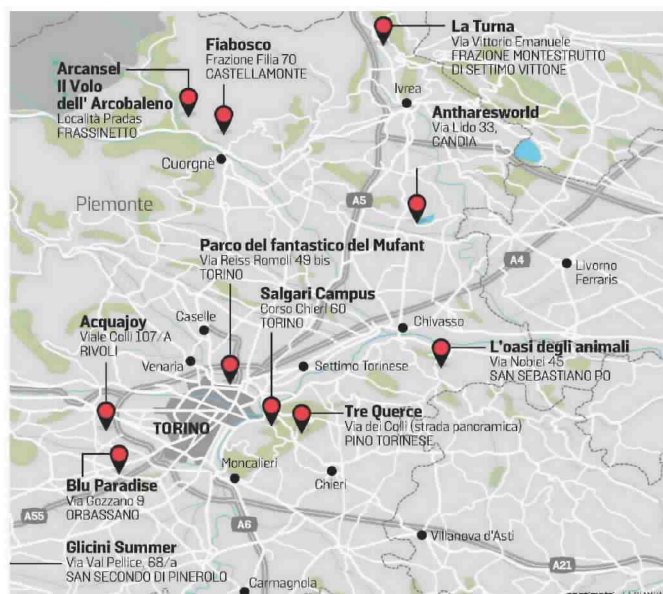 La Turna
Via Vittorio Emanuele
FRAZIONE MONTESTRUTTO
DI SETTIMO VITTONE
Fiabosco
Frazione Filia 70
CASTELLAMONTE
Arcansel
Il Volo
dell' Arcobaleno
Località Pradas
FRASSINETTO
Ivrea
Antharesworld
Via Lido 33,
CANDIA
Cuorgnè
Piemonte
A5
A4
Parco del fantastico del Mufant
Via Reiss Romoli 49 bis
TORINO
Livorno
Ferraris
Salgari Campus
Corso Chieri 60
TORINO
Acquajoy
Viale Colli 107/A
RIVOLI
Caselle
Chivasso
Venaria
Settimo Torinese
L'oasi degli animali
Via Nobiei 45
SAN SEBASTIANO PO
TORINO
Tre Querce
Via dei Colli (strada panoramica)
PINO TORINESE
Moncalieri
Chieri
Blu Paradise
Via Gozzano 9
ORBASSANO
A55
A6
Villanova d'Asti
A21
Glicini Summer
Via Val Pellice, 68/a
SAN SECONDO DI PINEROLO
Carmagnola